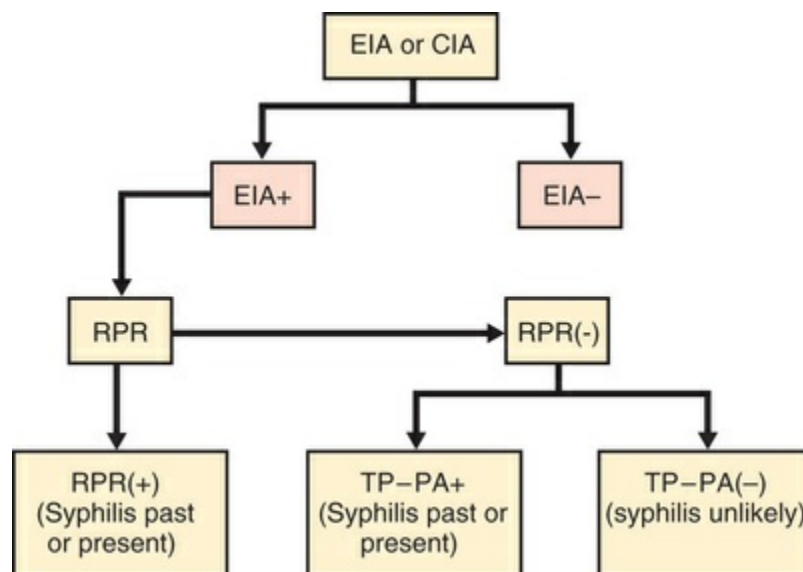 EIA or CIA
EIA+
EIA–
RPR
RPR(-)
RPR(+)
(Syphilis past
or present)
TP–PA+
(Syphilis past or
present)
TP–PA(–)
(syphilis unlikely)